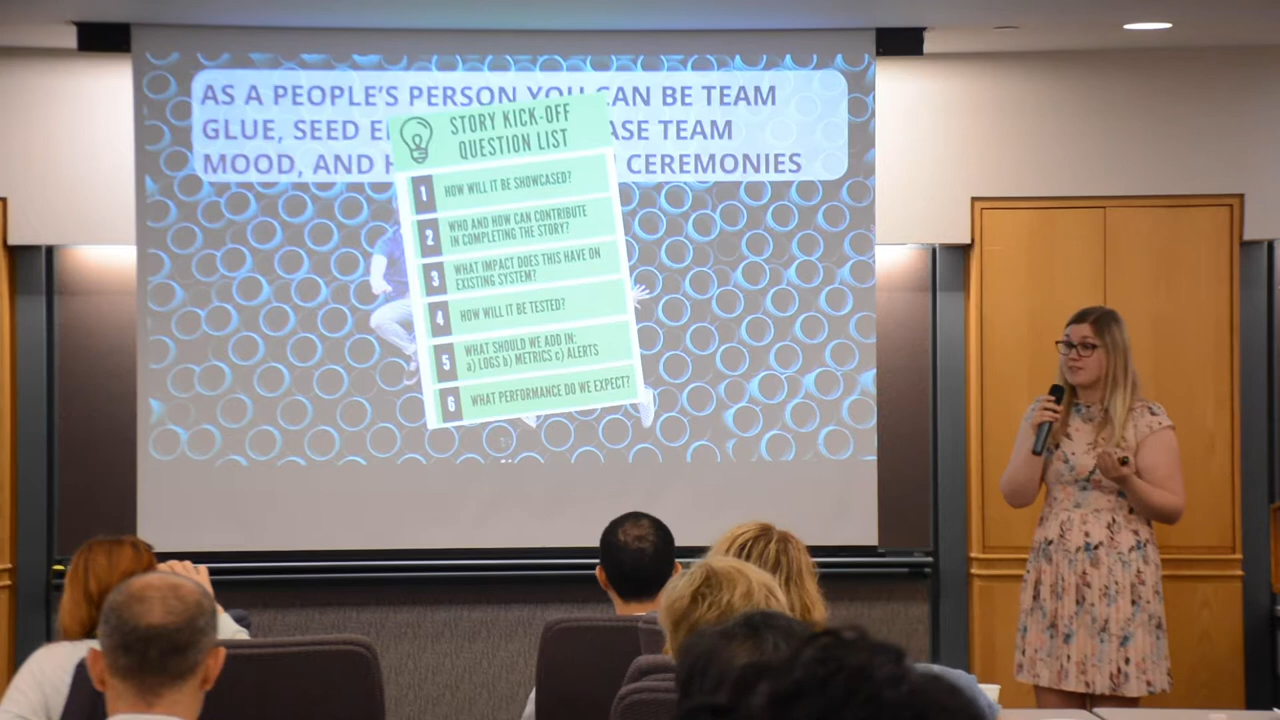 AS A PEOPLE'S PERSON YOU CAN BE TEAM
GLUE, SEED
MOOD, AND
TEAM
CEREMONIES
STORY KICK-OFF
QUESTION LIST
1 HOW WILL IT BE SHOWCASED?
2 WHO AND HOW CAN CONTRIBUTE
IN COMPLETING THE STORY?
3 WHAT IMPACT DOES THIS HAVE ON
EXISTING SYSTEM?
4 HOW WILL IT BE TESTED?
5 WHAT SHOULD WE ADD IN:
a) LOGS b) METRICS c) ALERTS
6 WHAT PERFORMANCE DO WE EXPECT?